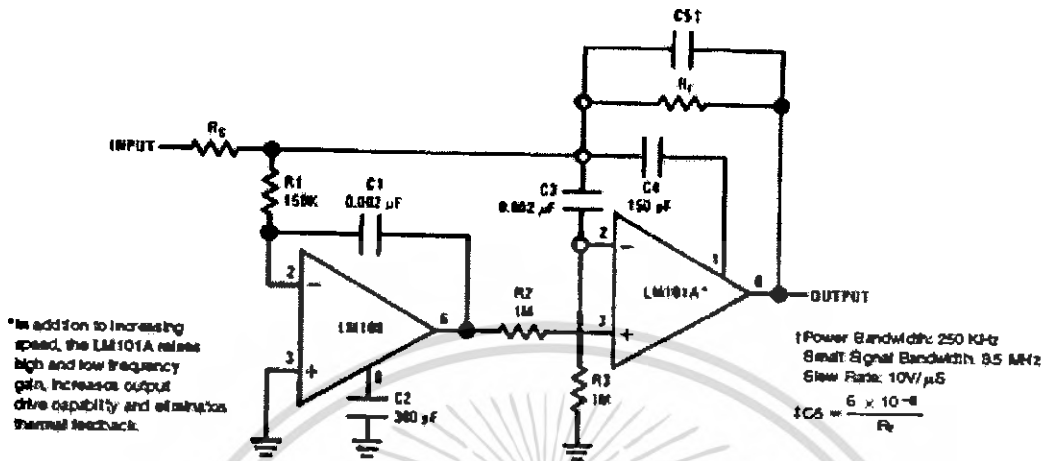 C5†
Rf
INPUT
RS
R1
150K
C1
0.002 µF
C3
0.002 µF
C4
150 pF
2
3
6
8
LM108
R2
1M
2
3
1
6
LM101A*
OUTPUT
C2
300 pF
R3
1M
*In addition to increasing
speed, the LM101A raises
high and low frequency
gain, increases output
drive capability and eliminates
thermal feedback.
†Power Bandwidth: 250 KHz
Small Signal Bandwidth: 3.5 MHz
Slew Rate: 10V/µS
‡C5 = 6 × 10⁻⁸
Rf